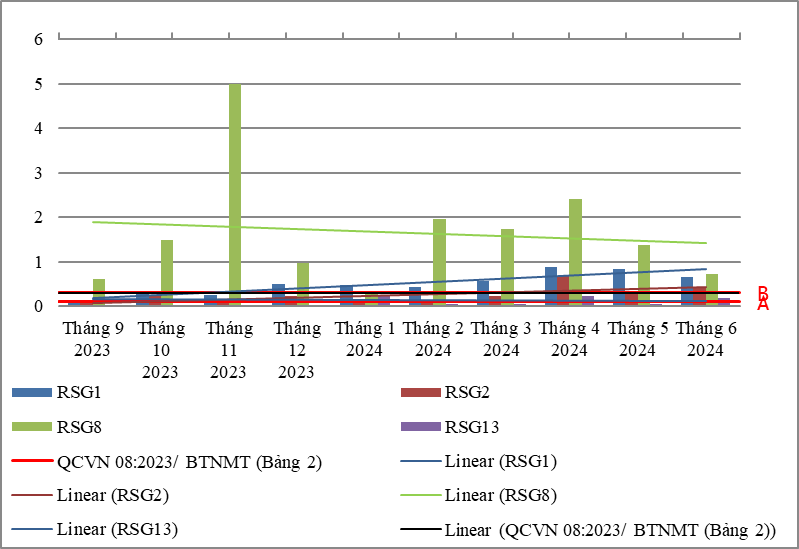 6
5
4
3
2
1
0
B
A
Tháng 9 Tháng Tháng Tháng Tháng 1 Tháng 2 Tháng 3 Tháng 4 Tháng 5 Tháng 6
2023 10 11 12 2024 2024 2024 2024 2024 2024
2023 2023 2023
RSG1 RSG2
RSG8 RSG13
QCVN 08:2023/ BTNMT (Bảng 2) Linear (RSG1)
Linear (RSG2) Linear (RSG8)
Linear (RSG13) Linear (QCVN 08:2023/ BTNMT (Bảng 2))